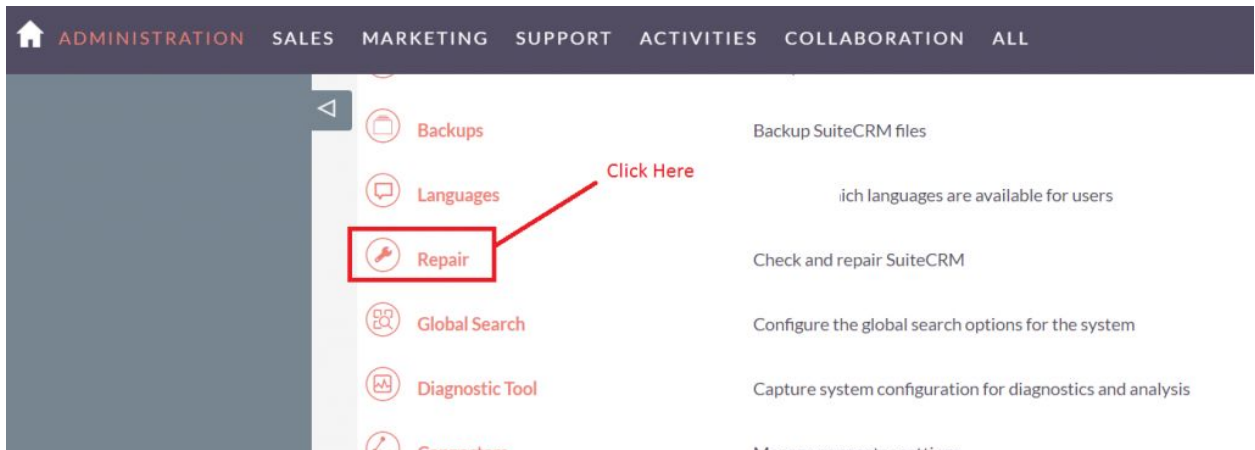 ADMINISTRATION SALES MARKETING SUPPORT ACTIVITIES COLLABORATION ALL
Backups Backup SuiteCRM files
Click Here
Languages which languages are available for users
Repair Check and repair SuiteCRM
Global Search Configure the global search options for the system
Diagnostic Tool Capture system configuration for diagnostics and analysis